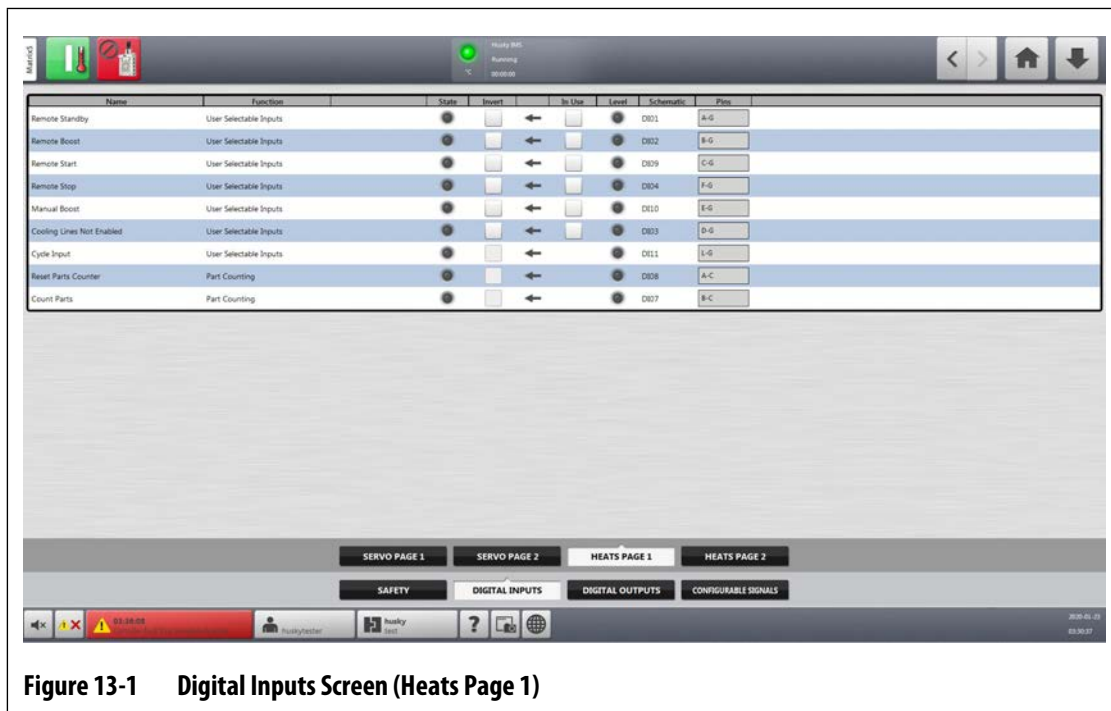 Matrix5
Husky IMS
Running
°C 00:00:00
Name Function State Invert In Use Level Schematic Pins
Remote Standby User Selectable Inputs DI01 A-G
Remote Boost User Selectable Inputs DI02 B-G
Remote Start User Selectable Inputs DI09 C-G
Remote Stop User Selectable Inputs DI04 F-G
Manual Boost User Selectable Inputs DI10 E-G
Cooling Lines Not Enabled User Selectable Inputs DI03 D-G
Cycle Input User Selectable Inputs DI11 L-G
Reset Parts Counter Part Counting DI08 A-C
Count Parts Part Counting DI07 B-C
SERVO PAGE 1 SERVO PAGE 2 HEATS PAGE 1 HEATS PAGE 2
SAFETY DIGITAL INPUTS DIGITAL OUTPUTS CONFIGURABLE SIGNALS
huskytester
husky
test
?
03:30:37
Figure 13-1 Digital Inputs Screen (Heats Page 1)